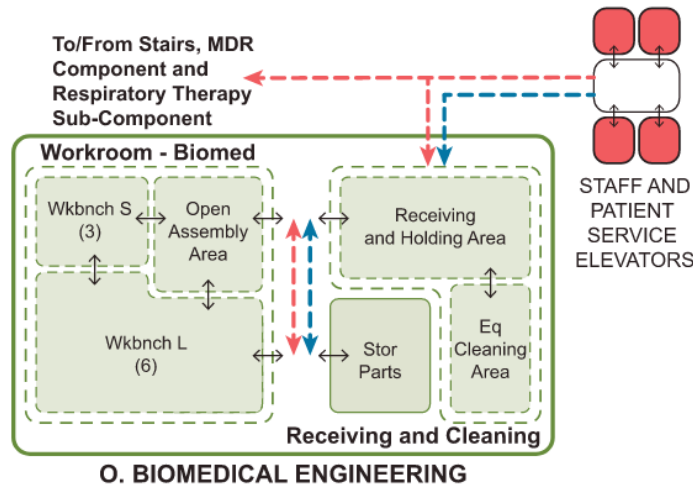 To/From Stairs, MDR
Component and
Respiratory Therapy
Sub-Component
STAFF AND
PATIENT
SERVICE
ELEVATORS
Workroom - Biomed
Wkbnch S
(3)
Open
Assembly
Area
Receiving
and Holding Area
Wkbnch L
(6)
Stor
Parts
Eq
Cleaning
Area
Receiving and Cleaning
O. BIOMEDICAL ENGINEERING